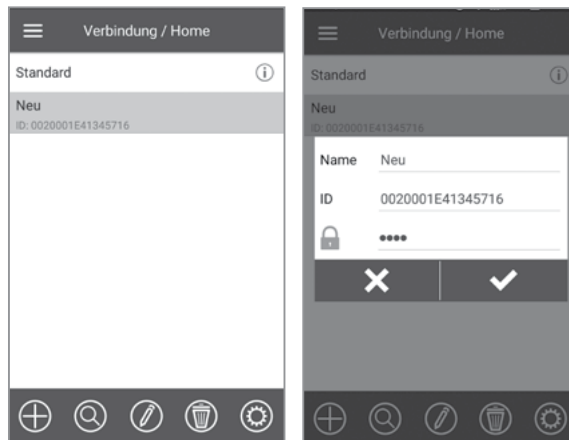 Verbindung / Home
Standard
Neu
ID: 0020001E41345716
Verbindung / Home
Standard
Neu
ID: 0020001E41345716
Name Neu
ID 0020001E41345716
••••